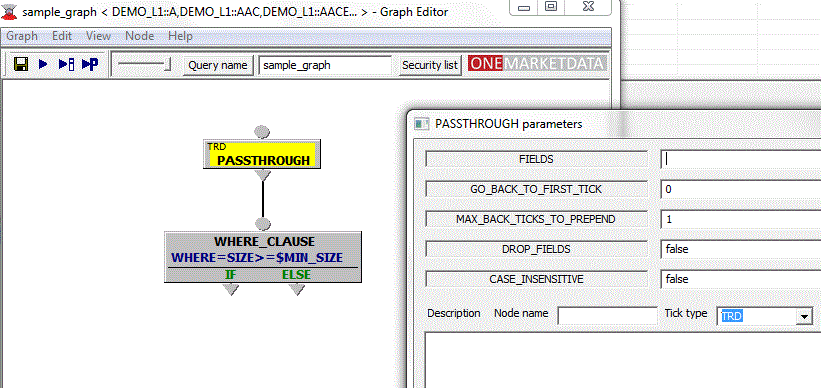 sample_graph < DEMO_L1::A,DEMO_L1::AAC,DEMO_L1::AACE... > - Graph Editor
Graph Edit View Node Help
Query name sample_graph Security list ONEMARKETDATA
TRD
PASSTHROUGH
WHERE_CLAUSE
WHERE=SIZE>=$MIN_SIZE
IF ELSE
PASSTHROUGH parameters
FIELDS
GO_BACK_TO_FIRST_TICK 0
MAX_BACK_TICKS_TO_PREPEND 1
DROP_FIELDS false
CASE_INSENSITIVE false
Description Node name Tick type TRD